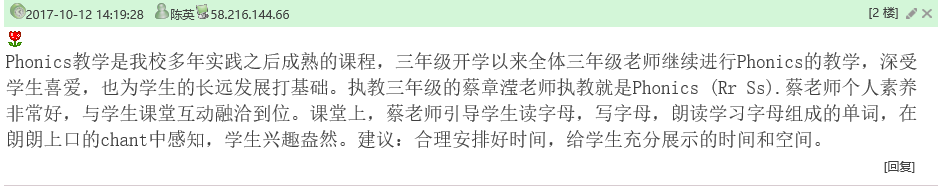 2017-10-12 14:19:28 陈英 58.216.144.66 [2 楼]
Phonics教学是我校多年实践之后成熟的课程，三年级开学以来全体三年级老师继续进行Phonics的教学，深受
学生喜爱，也为学生的长远发展打基础。执教三年级的蔡章滢老师执教就是Phonics (Rr Ss).蔡老师个人素养
非常好，与学生课堂互动融洽到位。课堂上，蔡老师引导学生读字母，写字母，朗读学习字母组成的单词，在
朗朗上口的chant中感知，学生兴趣盎然。建议：合理安排好时间，给学生充分展示的时间和空间。
[回复]